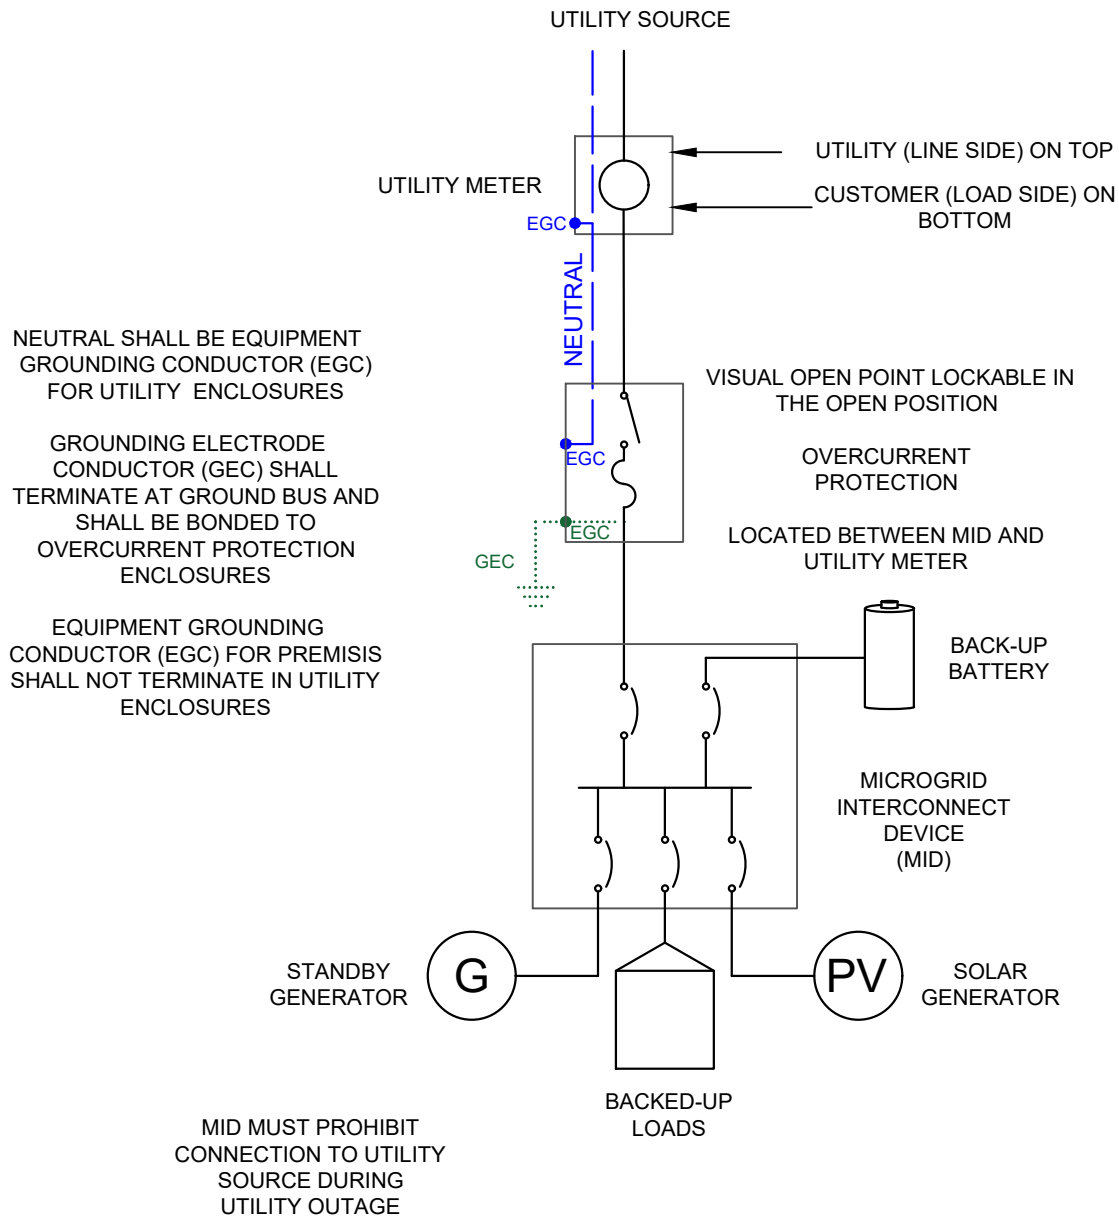 UTILITY SOURCE
UTILITY (LINE SIDE) ON TOP
UTILITY METER
CUSTOMER (LOAD SIDE) ON
BOTTOM
EGC
NEUTRAL
NEUTRAL SHALL BE EQUIPMENT
GROUNDING CONDUCTOR (EGC)
FOR UTILITY ENCLOSURES
VISUAL OPEN POINT LOCKABLE IN
THE OPEN POSITION
GROUNDING ELECTRODE
CONDUCTOR (GEC) SHALL
TERMINATE AT GROUND BUS AND
SHALL BE BONDED TO
OVERCURRENT PROTECTION
ENCLOSURES
EGC
OVERCURRENT
PROTECTION
EGC
GEC
LOCATED BETWEEN MID AND
UTILITY METER
EQUIPMENT GROUNDING
CONDUCTOR (EGC) FOR PREMISIS
SHALL NOT TERMINATE IN UTILITY
ENCLOSURES
BACK-UP
BATTERY
MICROGRID
INTERCONNECT
DEVICE
(MID)
STANDBY
GENERATOR
G
PV
SOLAR
GENERATOR
BACKED-UP
LOADS
MID MUST PROHIBIT
CONNECTION TO UTILITY
SOURCE DURING
UTILITY OUTAGE